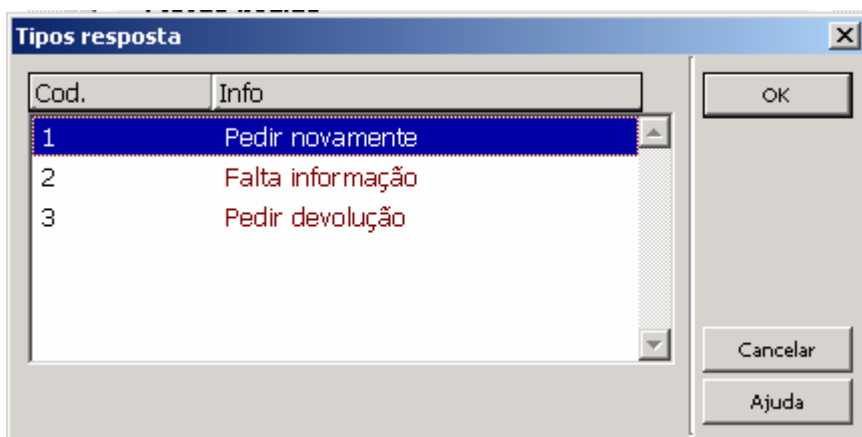 Tipos resposta
Cod. Info
OK
1 Pedir novamente
2 Falta informação
3 Pedir devolução
Cancelar
Ajuda